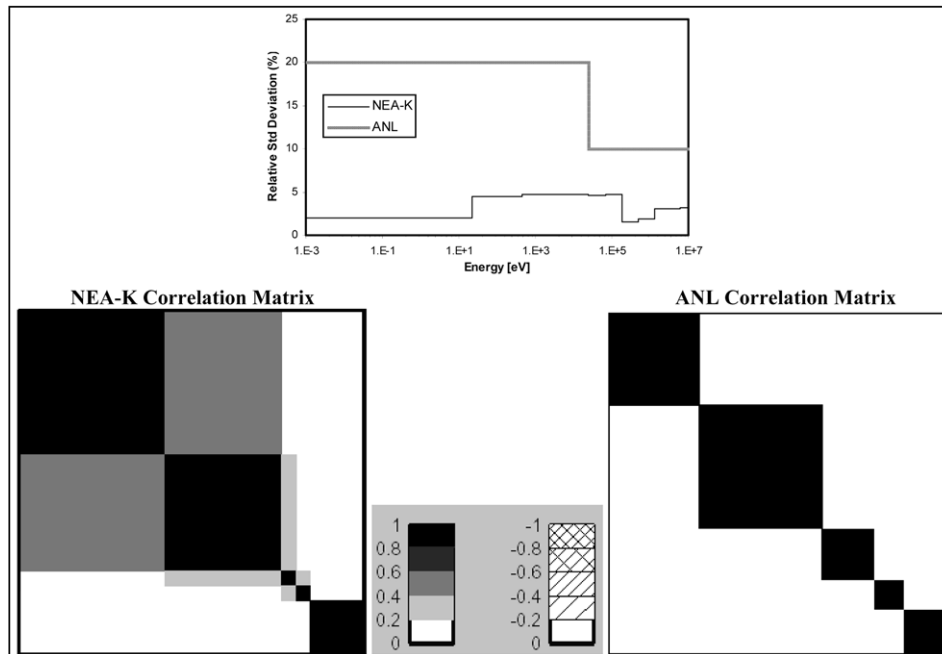 25
20
15
10
5
0
Relative Std Deviation (%)
NEA-K
ANL
1.E-3
1.E-1
1.E+1
1.E+3
1.E+5
1.E+7
Energy [eV]
NEA-K Correlation Matrix
ANL Correlation Matrix
1
0.8
0.6
0.4
0.2
0
-1
-0.8
-0.6
-0.4
-0.2
0